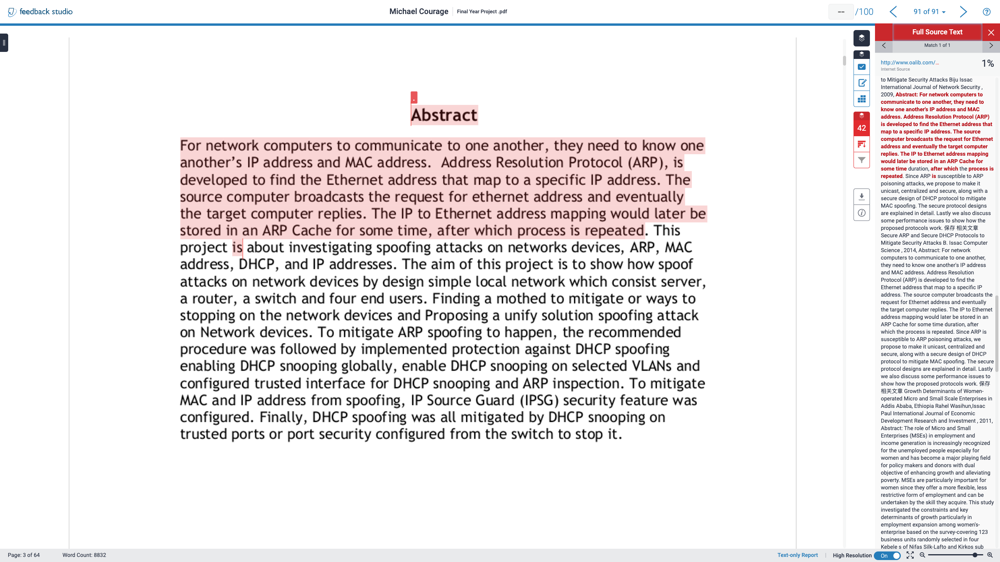 feedback studio
Michael Courage
Final Year Project .pdf
-- /100
91 of 91
Full Source Text
Match 1 of 1
http://www.oalib.com/...
1%
Internet Source
42
.
Abstract
For network computers to communicate to one another, they need to know one
another’s IP address and MAC address.  Address Resolution Protocol (ARP), is
developed to find the Ethernet address that map to a specific IP address. The
source computer broadcasts the request for ethernet address and eventually
the target computer replies. The IP to Ethernet address mapping would later be
stored in an ARP Cache for some time, after which process is repeated. This
project is about investigating spoofing attacks on networks devices, ARP, MAC
address, DHCP, and IP addresses. The aim of this project is to show how spoof
attacks on network devices by design simple local network which consist server,
a router, a switch and four end users. Finding a mothed to mitigate or ways to
stopping on the network devices and Proposing a unify solution spoofing attack
on Network devices. To mitigate ARP spoofing to happen, the recommended
procedure was followed by implemented protection against DHCP spoofing
enabling DHCP snooping globally, enable DHCP snooping on selected VLANs and
configured trusted interface for DHCP snooping and ARP inspection. To mitigate
MAC and IP address from spoofing, IP Source Guard (IPSG) security feature was
configured. Finally, DHCP spoofing was all mitigated by DHCP snooping on
trusted ports or port security configured from the switch to stop it.
to Mitigate Security Attacks Biju Issac
International Journal of Network Security ,
2009, Abstract: For network computers to
communicate to one another, they need to
know one another's IP address and MAC
address. Address Resolution Protocol (ARP)
is developed to find the Ethernet address that
map to a specific IP address. The source
computer broadcasts the request for Ethernet
address and eventually the target computer
replies. The IP to Ethernet address mapping
would later be stored in an ARP Cache for
some time duration, after which the process is
repeated. Since ARP is susceptible to ARP
poisoning attacks, we propose to make it
unicast, centralized and secure, along with a
secure design of DHCP protocol to mitigate
MAC spoofing. The secure protocol designs
are explained in detail. Lastly we also discuss
some performance issues to show how the
proposed protocols work. 保存 相关文章
Secure ARP and Secure DHCP Protocols to
Mitigate Security Attacks B. Issac Computer
Science , 2014, Abstract: For network
computers to communicate to one another,
they need to know one another's IP address
and MAC address. Address Resolution
Protocol (ARP) is developed to find the
Ethernet address that map to a specific IP
address. The source computer broadcasts the
request for Ethernet address and eventually
the target computer replies. The IP to Ethernet
address mapping would later be stored in an
ARP Cache for some time duration, after
which the process is repeated. Since ARP is
susceptible to ARP poisoning attacks, we
propose to make it unicast, centralized and
secure, along with a secure design of DHCP
protocol to mitigate MAC spoofing. The secure
protocol designs are explained in detail. Lastly
we also discuss some performance issues to
show how the proposed protocols work. 保存
相关文章 Growth Determinants of Women-
operated Micro and Small Scale Enterprises in
Addis Ababa, Ethiopia Rahel Wasihun,Issac
Paul International Journal of Economic
Development Research and Investment , 2011,
Abstract: The role of Micro and Small
Enterprises (MSEs) in employment and
income generation is increasingly recognized
for the unemployed people especially for
women and has become a major playing field
for policy makers and donors with dual
objective of enhancing growth and alleviating
poverty. MSEs are particularly important for
women since they offer a more flexible, less
restrictive form of employment and can be
undertaken by the skill they acquire. This study
investigated the constraints and key
determinants of growth particularly in
employment expansion among women's-
enterprise based on the survey-covering 123
business units randomly selected in four
Kebele s of Nifas Silk-Lafto and Kirkos sub
Page: 3 of 64
Word Count: 8832
Text-only Report
High Resolution
On